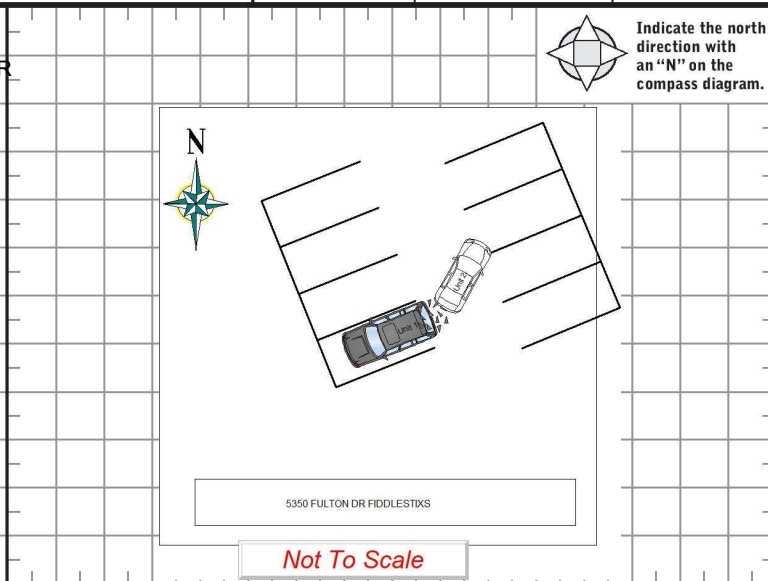 R
Indicate the north
direction with
an “N” on the
compass diagram.
N
Unit 2
Unit 1
5350 FULTON DR FIDDLESTIXS
Not To Scale